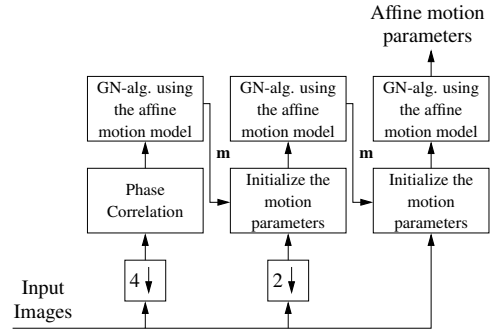 Affine motion
parameters
GN-alg. using
the affine
motion model
GN-alg. using
the affine
motion model
GN-alg. using
the affine
motion model
m
m
Phase
Correlation
Initialize the
motion
parameters
Initialize the
motion
parameters
4
2
Input
Images